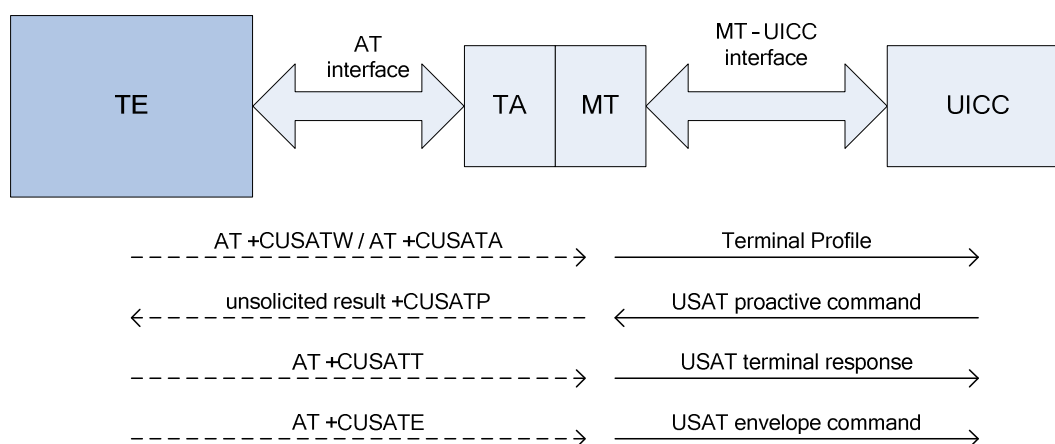 AT
interface
MT-UICC
interface
TE
TA
MT
UICC
AT +CUSATW / AT +CUSATA
Terminal Profile
unsolicited result +CUSATP
USAT proactive command
AT +CUSATT
USAT terminal response
AT +CUSATE
USAT envelope command